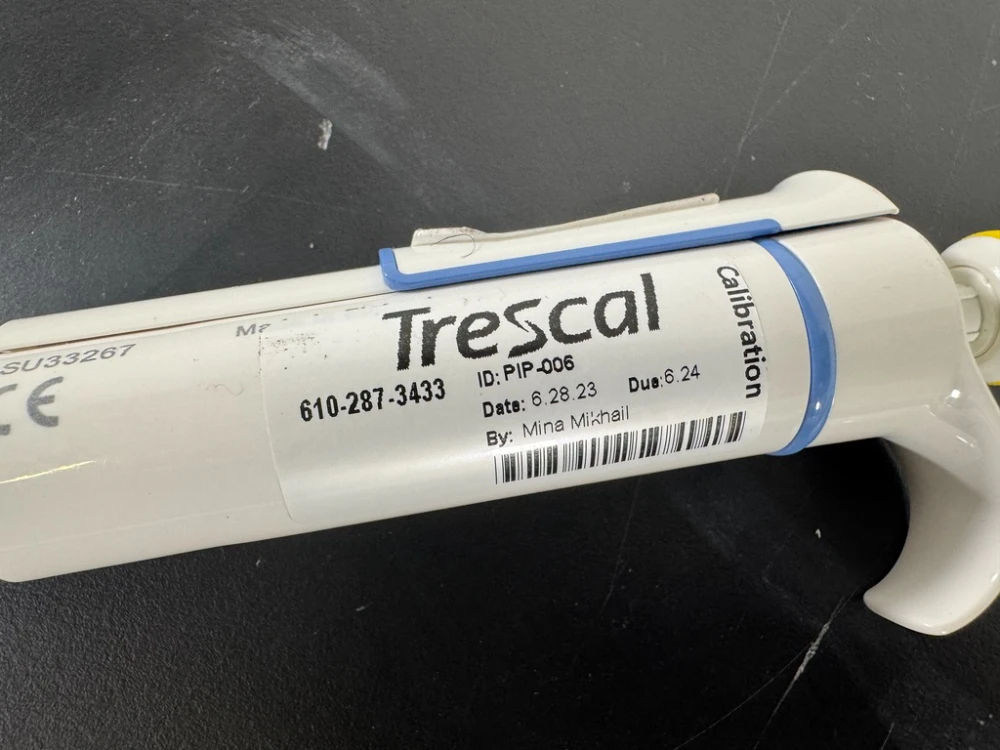 SU33267
CE
Trescal
Calibration
610-287-3433
ID: PIP-006
Date: 6.28.23 Due: 6.24
By: Mina Mikhail